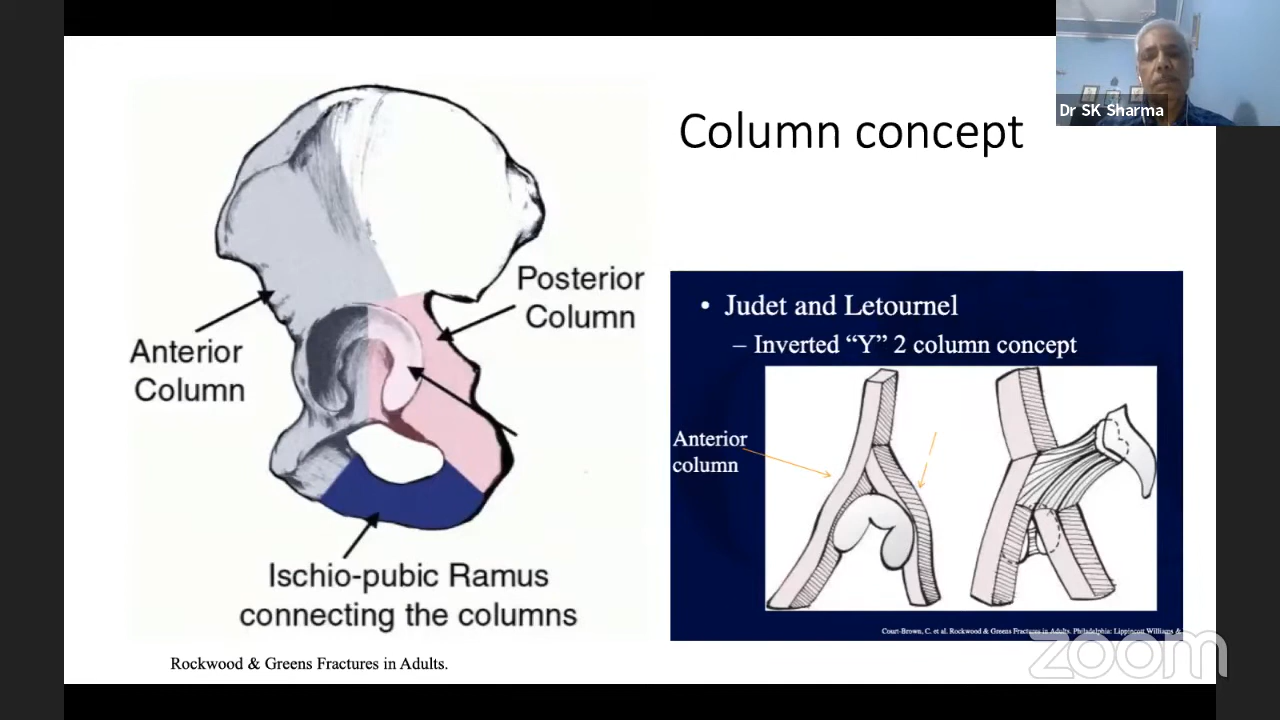 Dr SK Sharma
Column concept
Posterior
Column
Anterior
Column
Ischio-pubic Ramus
connecting the columns
Rockwood & Greens Fractures in Adults.
• Judet and Letournel
– Inverted “Y” 2 column concept
Anterior
column
Court-Brown, C. et al. Rockwood & Greens Fractures in Adults. Philadelphia: Lippincott Williams &
zoom